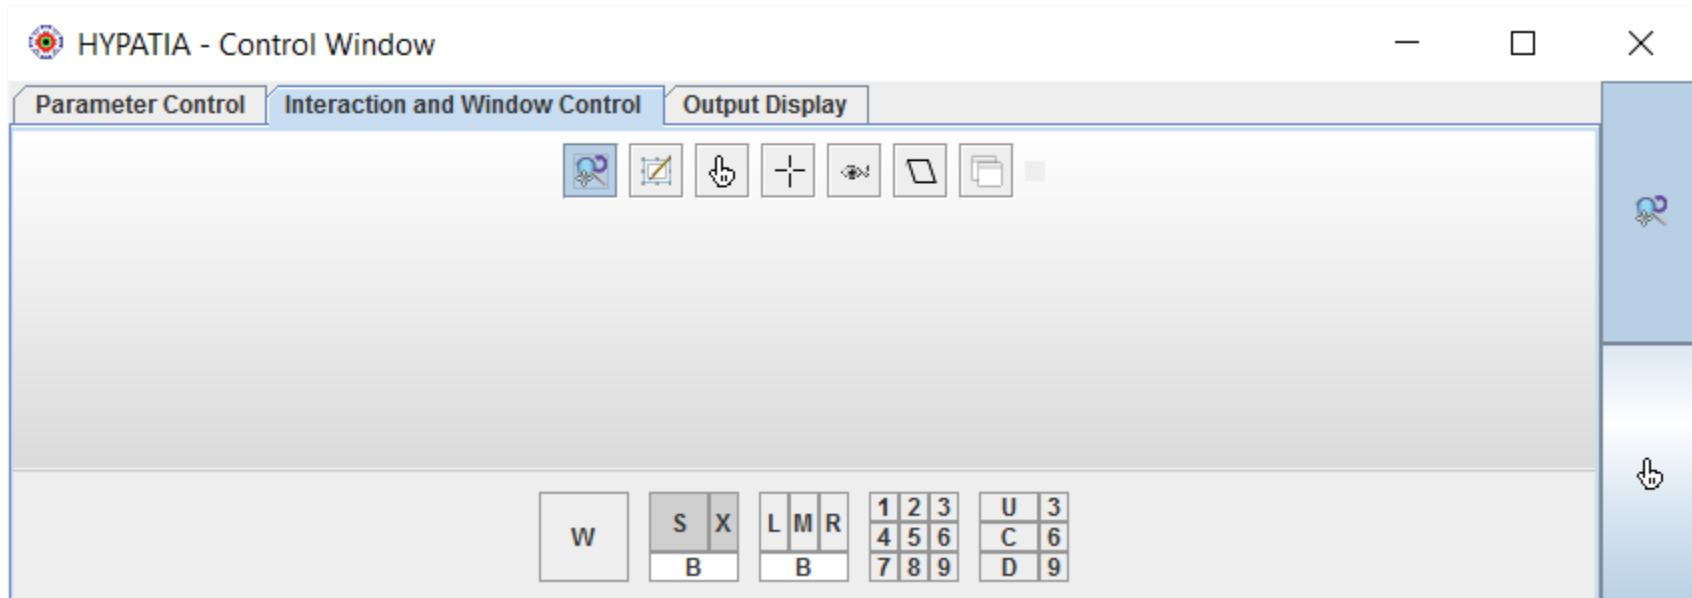 HYPATIA - Control Window
Parameter Control Interaction and Window Control Output Display
W S X B L M R B 1 2 3 4 5 6 7 8 9 U 3 C 6 D 9